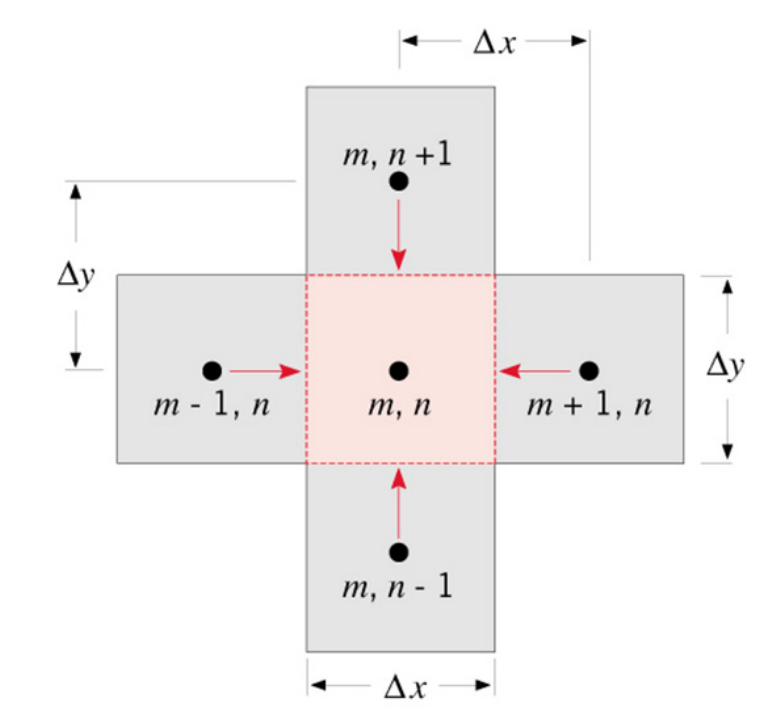 Δx
m, n +1
Δy
Δy
m - 1, n
m, n
m + 1, n
m, n - 1
Δx